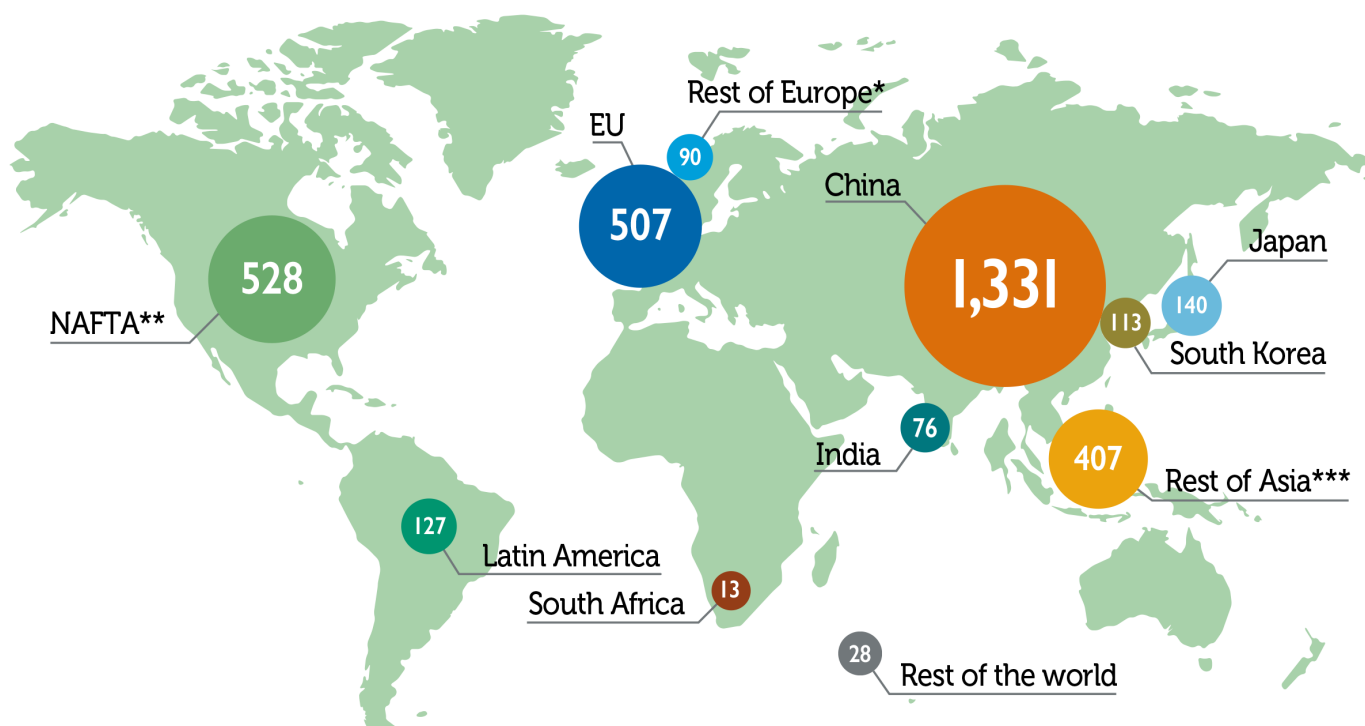 Rest of Europe*
90
EU
507
China
1,331
Japan
140
528
NAFTA**
113
South Korea
76
India
407
Rest of Asia***
127
Latin America
13
South Africa
28
Rest of the world